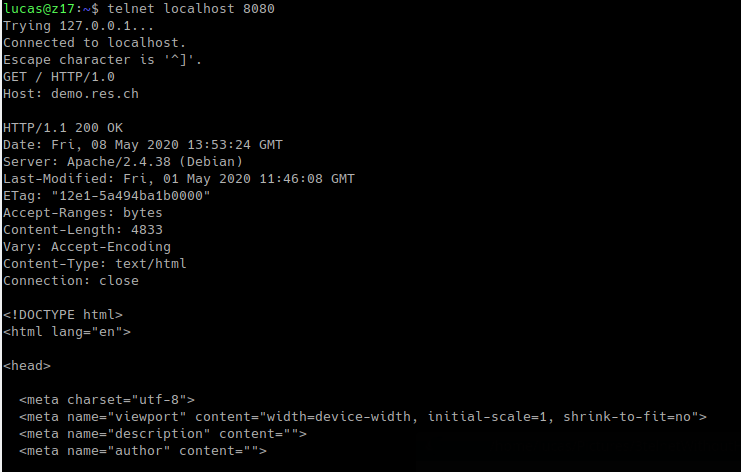 lucas@z17:~$ telnet localhost 8080
Trying 127.0.0.1...
Connected to localhost.
Escape character is '^]'.
GET / HTTP/1.0
Host: demo.res.ch

HTTP/1.1 200 OK
Date: Fri, 08 May 2020 13:53:24 GMT
Server: Apache/2.4.38 (Debian)
Last-Modified: Fri, 01 May 2020 11:46:08 GMT
ETag: "12e1-5a494ba1b0000"
Accept-Ranges: bytes
Content-Length: 4833
Vary: Accept-Encoding
Content-Type: text/html
Connection: close

<!DOCTYPE html>
<html lang="en">

<head>

  <meta charset="utf-8">
  <meta name="viewport" content="width=device-width, initial-scale=1, shrink-to-fit=no">
  <meta name="description" content="">
  <meta name="author" content="">